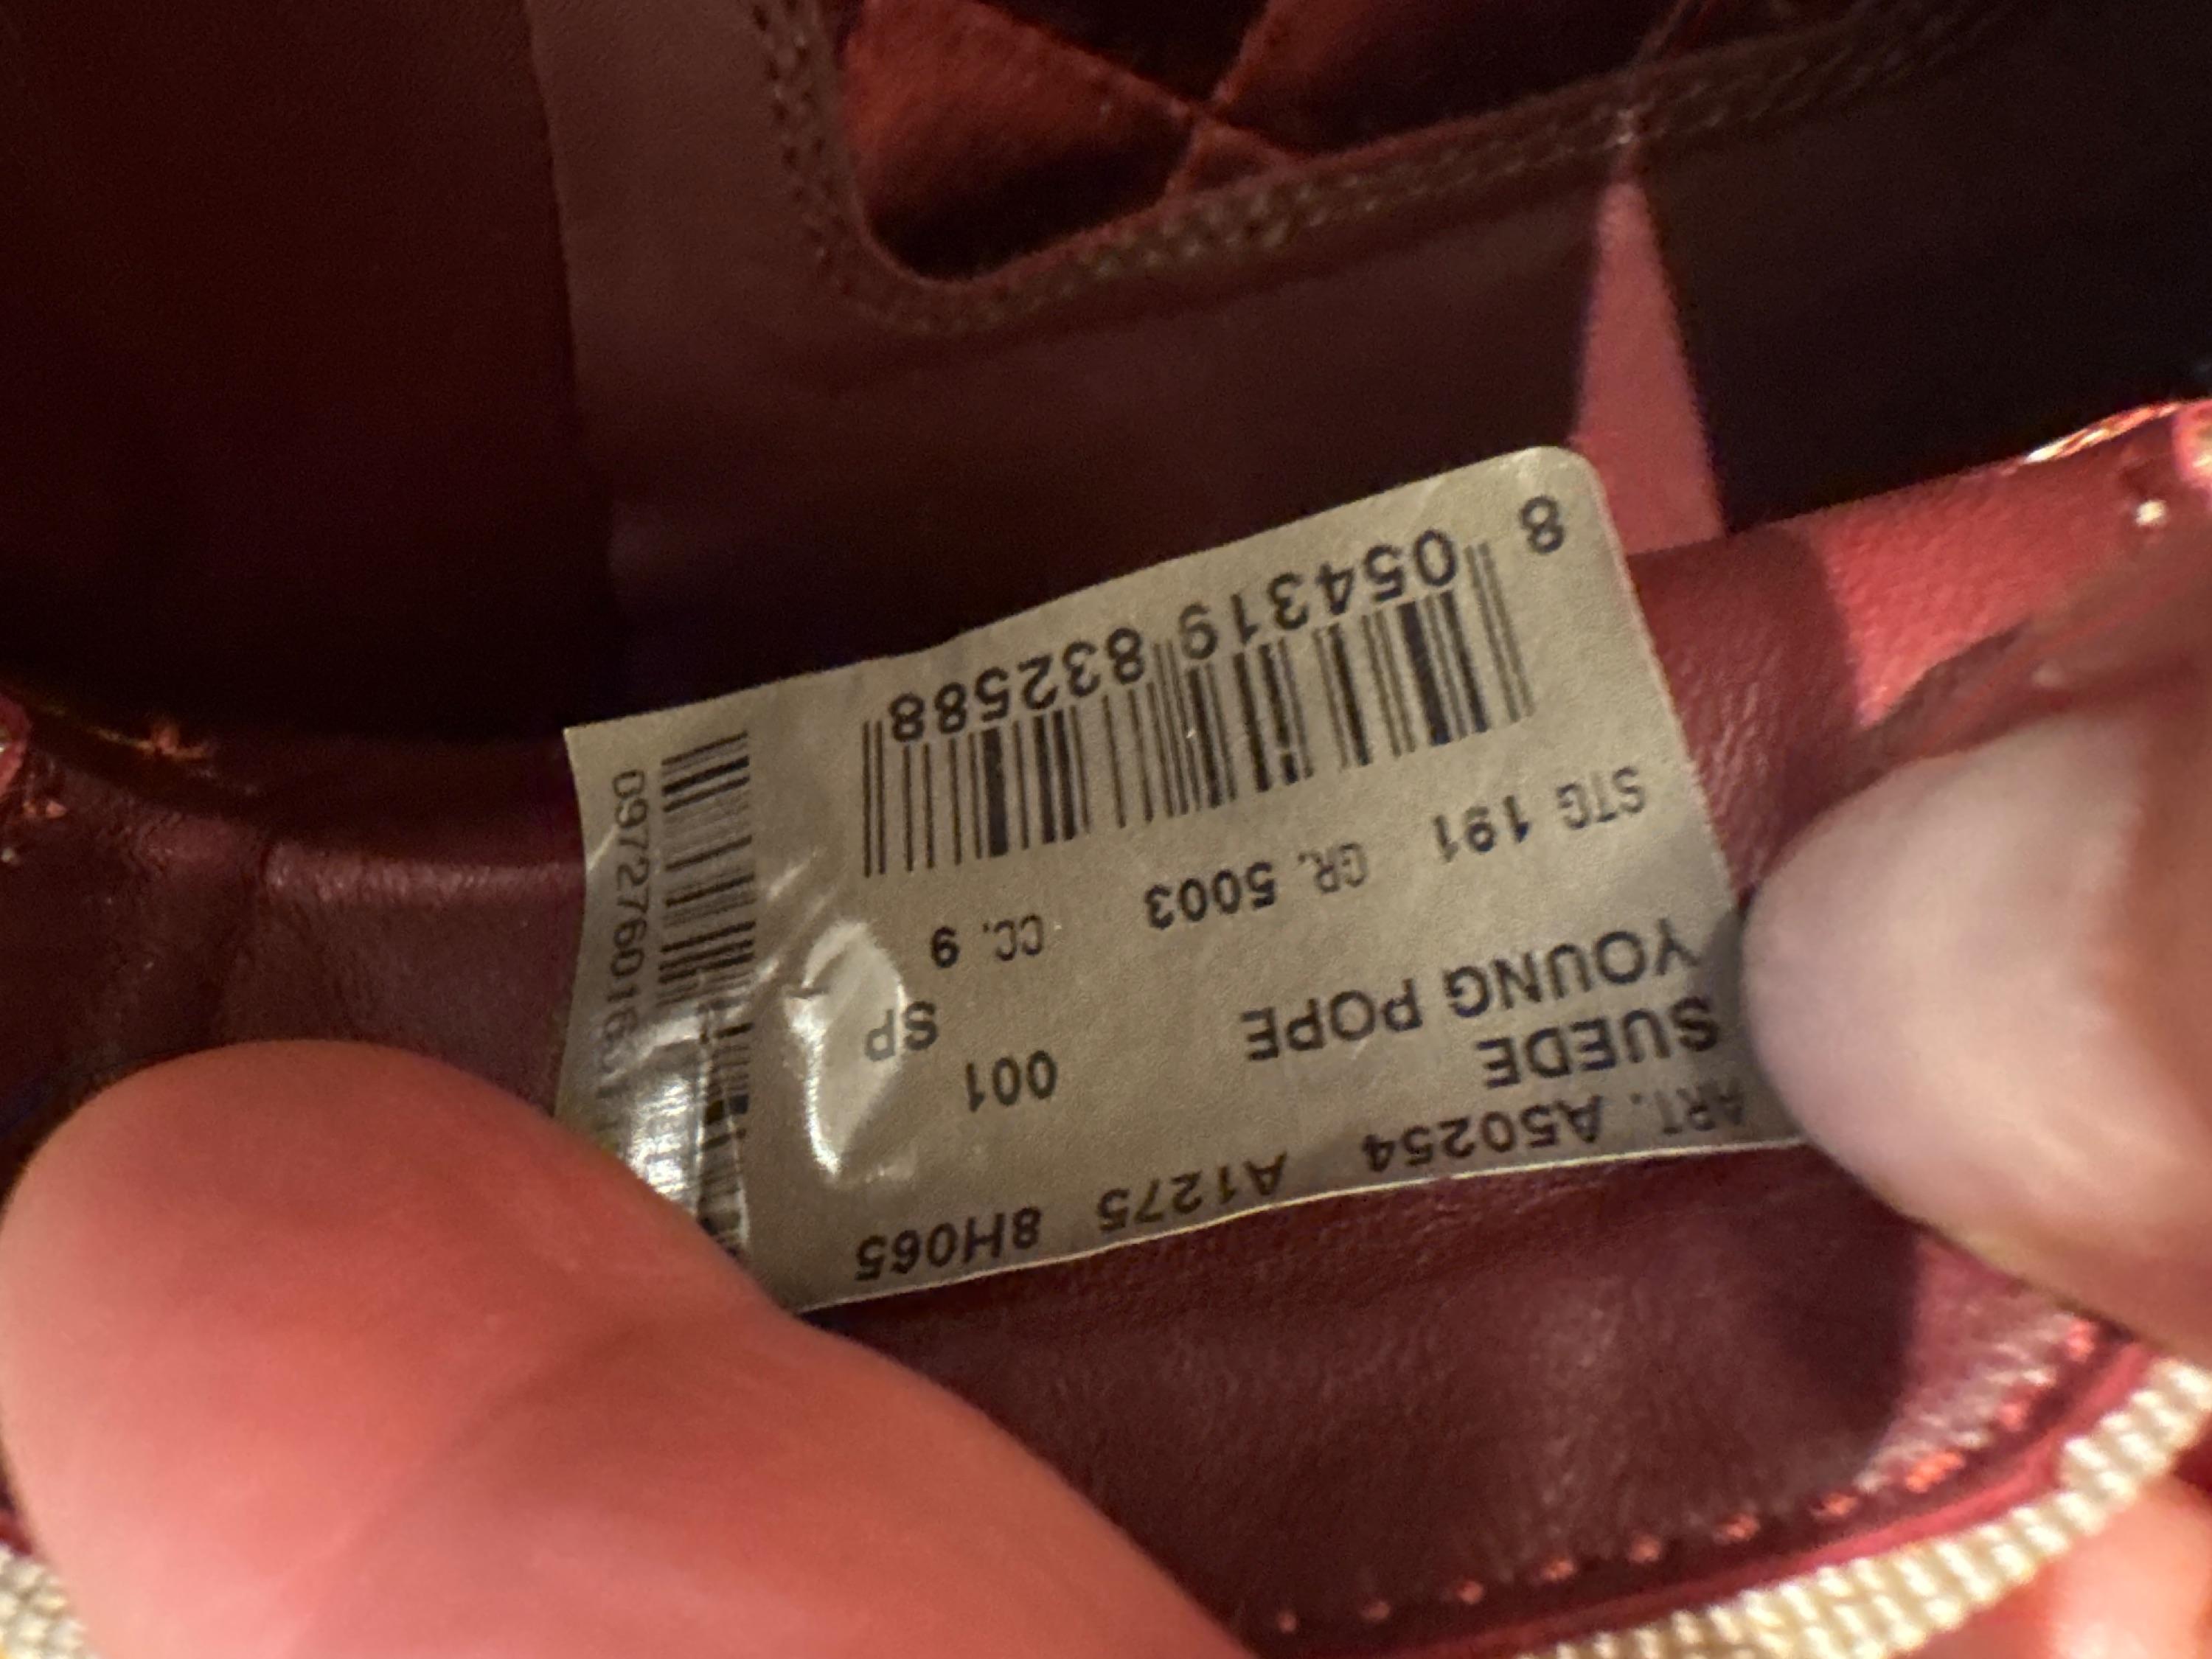 ART. A50254 A1275 8H065
SUEDE 001 SP
YOUNG POPE
STG 191 GR. 5003 CC. 9
8 054319 832588